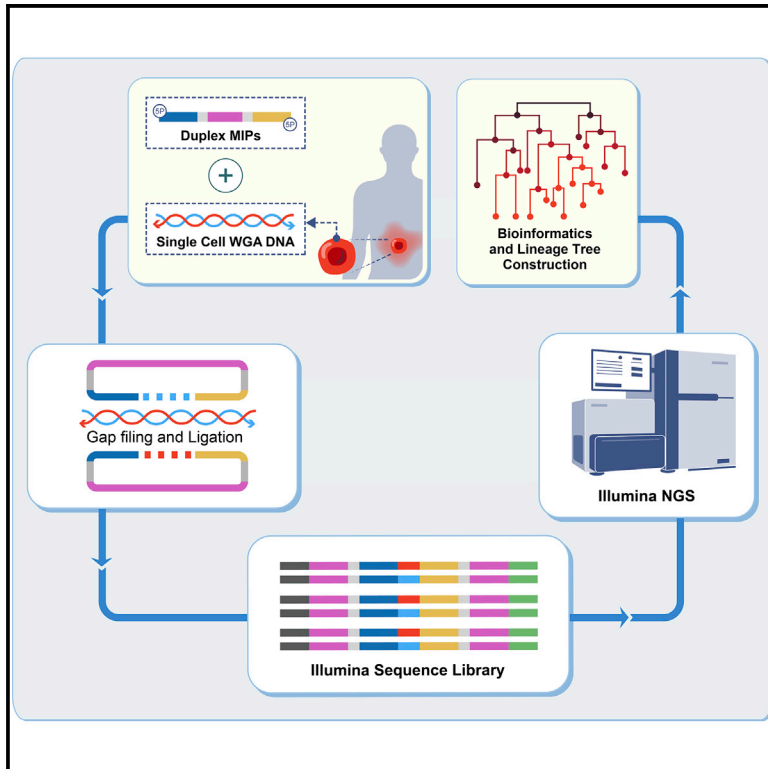 5P
5P
Duplex MIPs
+
Single Cell WGA DNA
Bioinformatics
and Lineage Tree
Construction
Gap filing and Ligation
Illumina NGS
Illumina Sequence Library